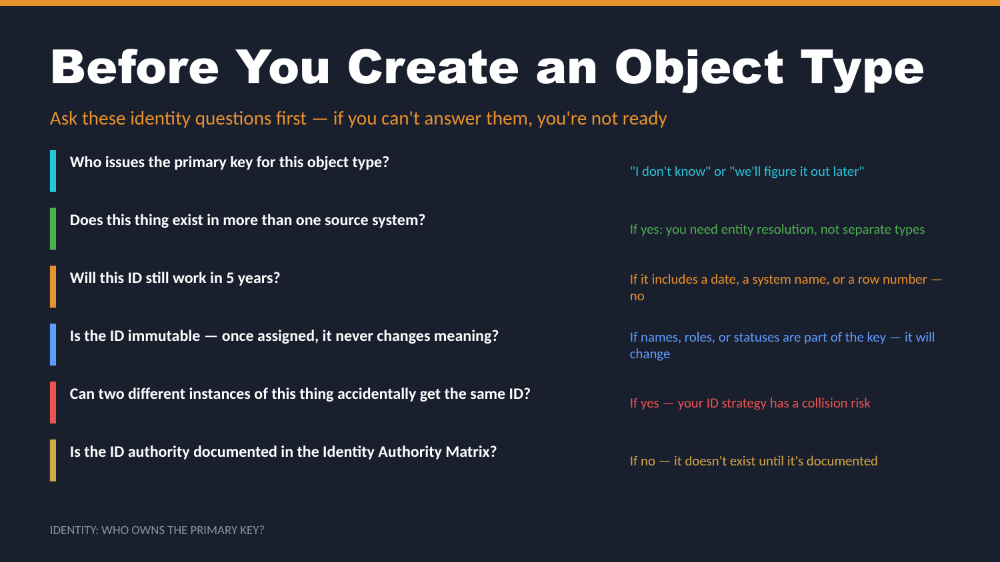 Before You Create an Object Type
Ask these identity questions first — if you can't answer them, you're not ready
Who issues the primary key for this object type?
"I don't know" or "we'll figure it out later"
Does this thing exist in more than one source system?
If yes: you need entity resolution, not separate types
Will this ID still work in 5 years?
If it includes a date, a system name, or a row number —
no
Is the ID immutable — once assigned, it never changes meaning?
If names, roles, or statuses are part of the key — it will
change
Can two different instances of this thing accidentally get the same ID?
If yes — your ID strategy has a collision risk
Is the ID authority documented in the Identity Authority Matrix?
If no — it doesn't exist until it's documented
IDENTITY: WHO OWNS THE PRIMARY KEY?